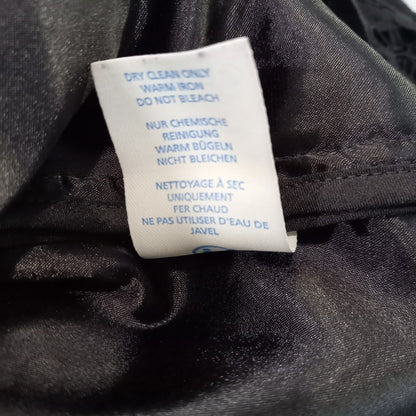 DRY CLEAN ONLY
WARM IRON
DO NOT BLEACH
NUR CHEMISCHE
REINIGUNG
WARM BÜGELN
NICHT BLEICHEN
NETTOYAGE À SEC
UNIQUEMENT
FER CHAUD
NE PAS UTILISER D'EAU DE
JAVEL